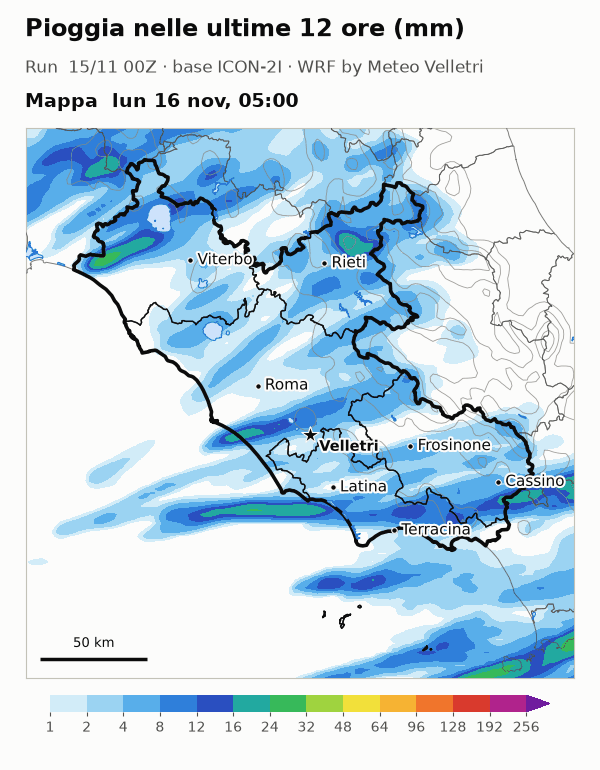 Pioggia nelle ultime 12 ore (mm)
Run  15/11 00Z · base ICON-2I · WRF by Meteo Velletri
Mappa  lun 16 nov, 05:00
Viterbo
Rieti
Roma
Velletri
Frosinone
Latina
Cassino
Terracina
50 km
1 2 4 8 12 16 24 32 48 64 96 128 192 256